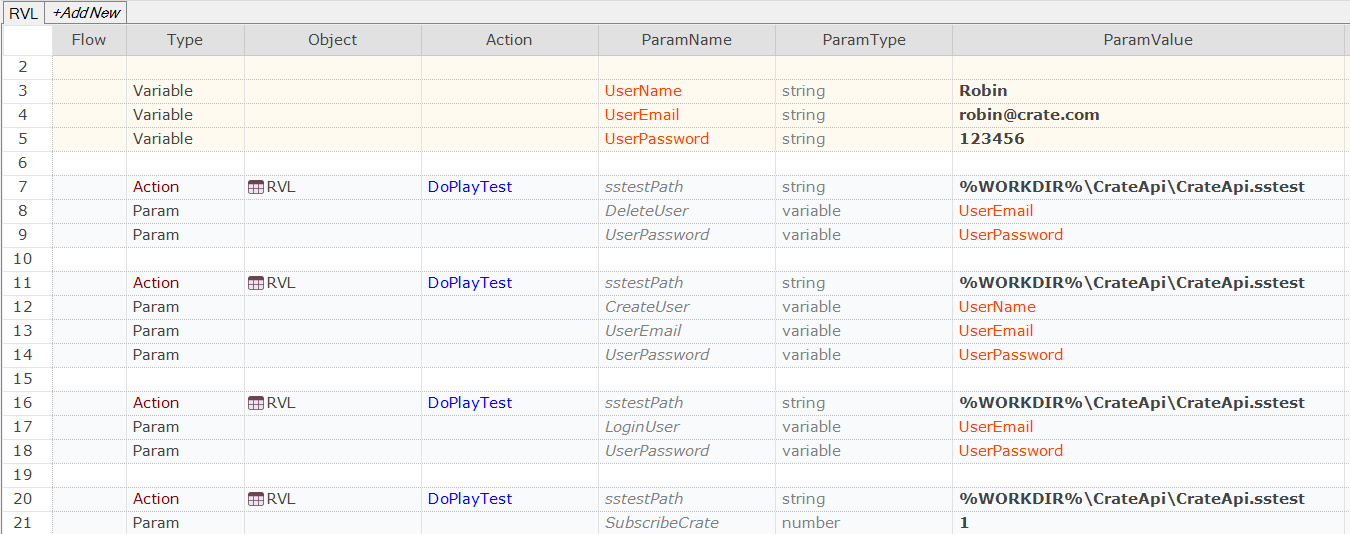 RVL +Add New
Flow Type Object Action ParamName ParamType ParamValue
2
3 Variable UserName string Robin
4 Variable UserEmail string robin@crate.com
5 Variable UserPassword string 123456
6
7 Action RVL DoPlayTest sstestPath string %WORKDIR%\CrateApi\CrateApi.sstest
8 Param DeleteUser variable UserEmail
9 Param UserPassword variable UserPassword
10
11 Action RVL DoPlayTest sstestPath string %WORKDIR%\CrateApi\CrateApi.sstest
12 Param CreateUser variable UserName
13 Param UserEmail variable UserEmail
14 Param UserPassword variable UserPassword
15
16 Action RVL DoPlayTest sstestPath string %WORKDIR%\CrateApi\CrateApi.sstest
17 Param LoginUser variable UserEmail
18 Param UserPassword variable UserPassword
19
20 Action RVL DoPlayTest sstestPath string %WORKDIR%\CrateApi\CrateApi.sstest
21 Param SubscribeCrate number 1